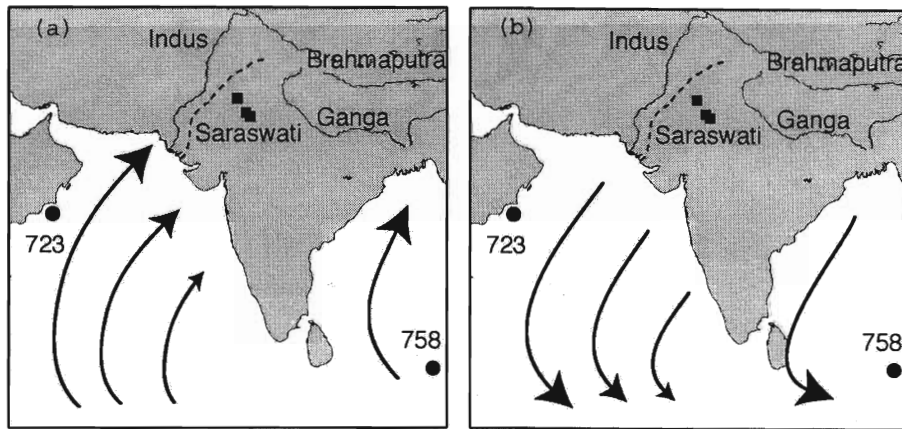 (a)
Indus
Brahmaputra
Ganga
Saraswati
723
758
(b)
Indus
Brahmaputra
Ganga
Saraswati
723
758